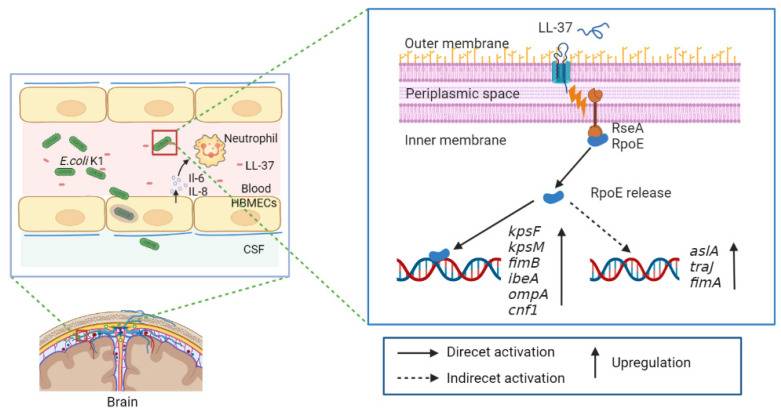 LL-37
Outer membrane
Periplasmic space
Inner membrane
RseA
RpoE
RpoE release
kpsF
kpsM
fimB
ibeA
ompA
cnf1
aslA
traJ
fimA
Neutrophil
E.coli K1
LL-37
Il-6
IL-8
Blood
HBMECs
CSF
Brain
Direcet activation
Indirecet activation
Upregulation